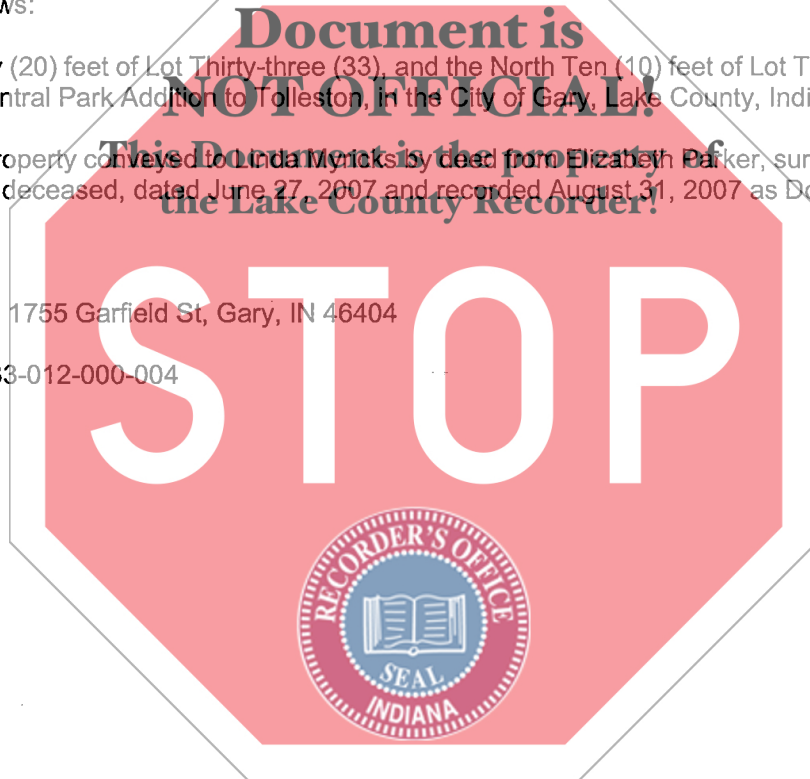 ws:
Document is
(20) feet of Lot Thirty-three (33), and the North Ten (10) feet of Lot T
NOT OFFICIAL!
ntral Park Addition to Tolleston, in the City of Gary, Lake County, Indi
This Document is the property of
roperty conveyed to Linda Myricks by deed from Elizabeth Parker, sur
the Lake County Recorder!
deceased, dated June 27, 2007 and recorded August 31, 2007 as Do
STOP
1755 Garfield St, Gary, IN 46404
33-012-000-004
RECORDER'S OFFICE
SEAL
INDIANA